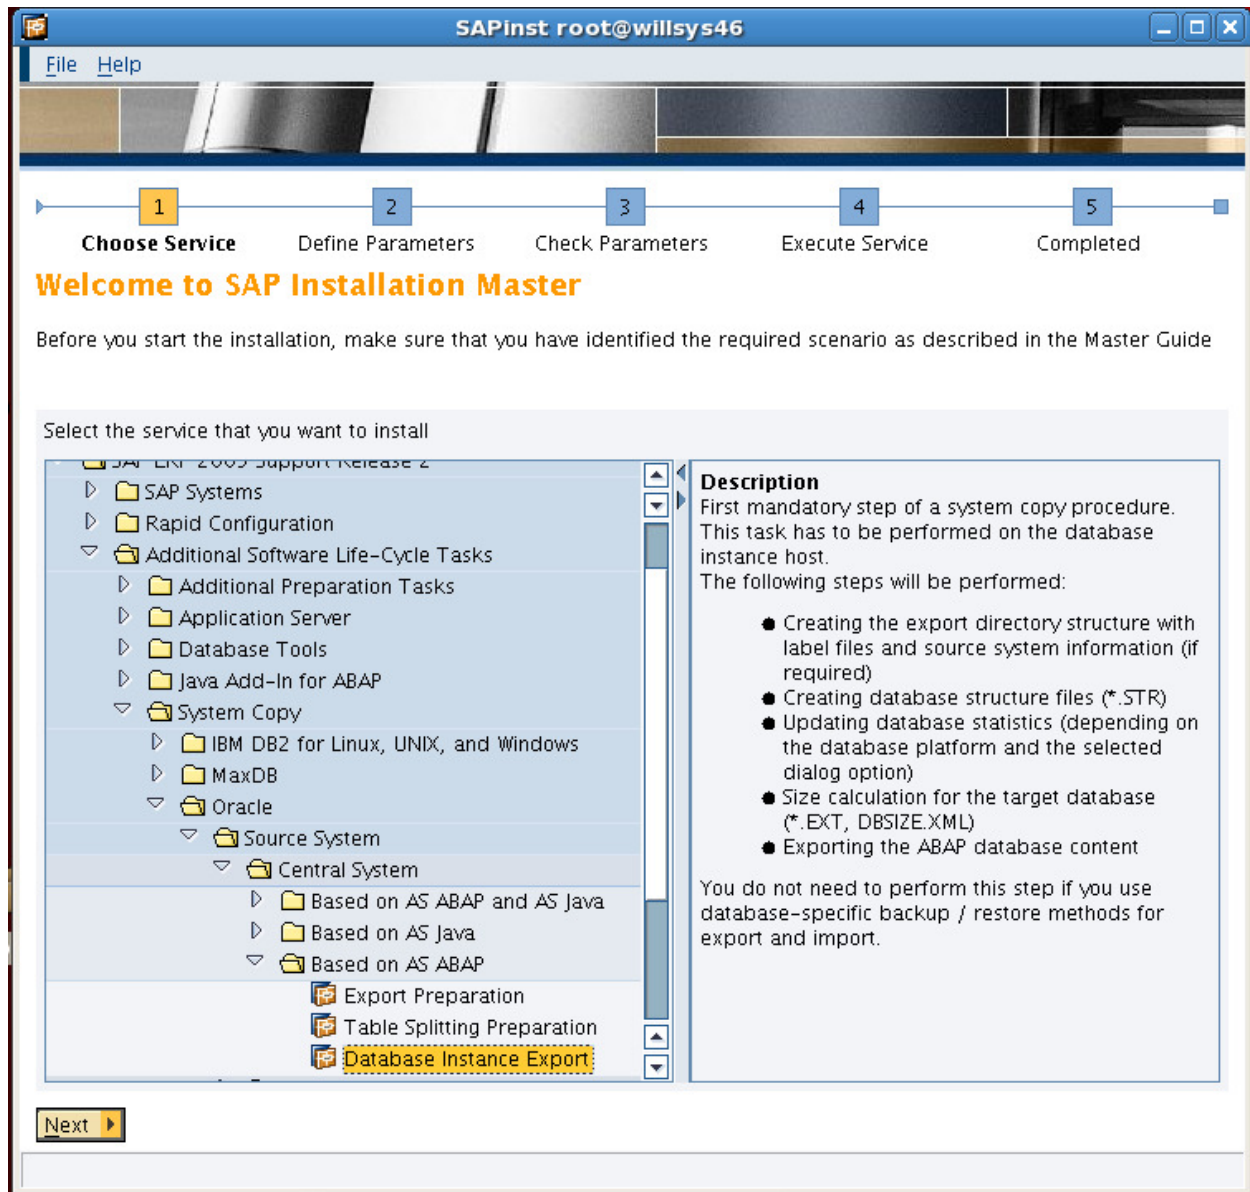 SAPinst root@willsys46
File Help
1 2 3 4 5
Choose Service Define Parameters Check Parameters Execute Service Completed
Welcome to SAP Installation Master
Before you start the installation, make sure that you have identified the required scenario as described in the Master Guide
Select the service that you want to install
SAP ERP 2005 Support Release 2
SAP Systems
Rapid Configuration
Additional Software Life-Cycle Tasks
Additional Preparation Tasks
Application Server
Database Tools
Java Add-In for ABAP
System Copy
IBM DB2 for Linux, UNIX, and Windows
MaxDB
Oracle
Source System
Central System
Based on AS ABAP and AS Java
Based on AS Java
Based on AS ABAP
Export Preparation
Table Splitting Preparation
Database Instance Export
Description
First mandatory step of a system copy procedure.
This task has to be performed on the database
instance host.
The following steps will be performed:
● Creating the export directory structure with
label files and source system information (if
required)
● Creating database structure files (*.STR)
● Updating database statistics (depending on
the database platform and the selected
dialog option)
● Size calculation for the target database
(*.EXT, DBSIZE.XML)
● Exporting the ABAP database content
You do not need to perform this step if you use
database-specific backup / restore methods for
export and import.
Next